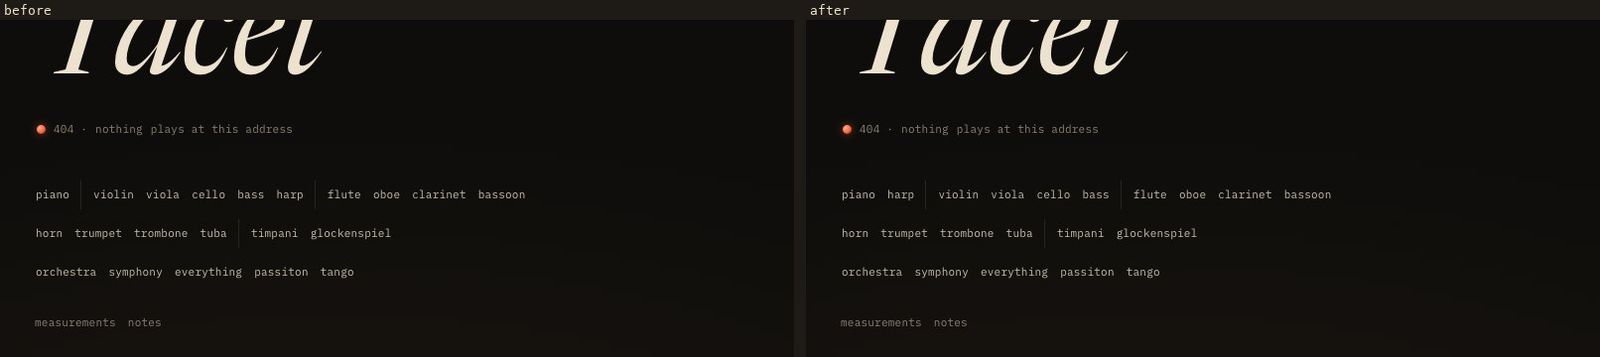 before
Tacet
404 · nothing plays at this address
piano violin viola cello bass harp flute oboe clarinet bassoon
horn trumpet trombone tuba timpani glockenspiel
orchestra symphony everything passiton tango
measurements notes
after
Tacet
404 · nothing plays at this address
piano harp violin viola cello bass flute oboe clarinet bassoon
horn trumpet trombone tuba timpani glockenspiel
orchestra symphony everything passiton tango
measurements notes